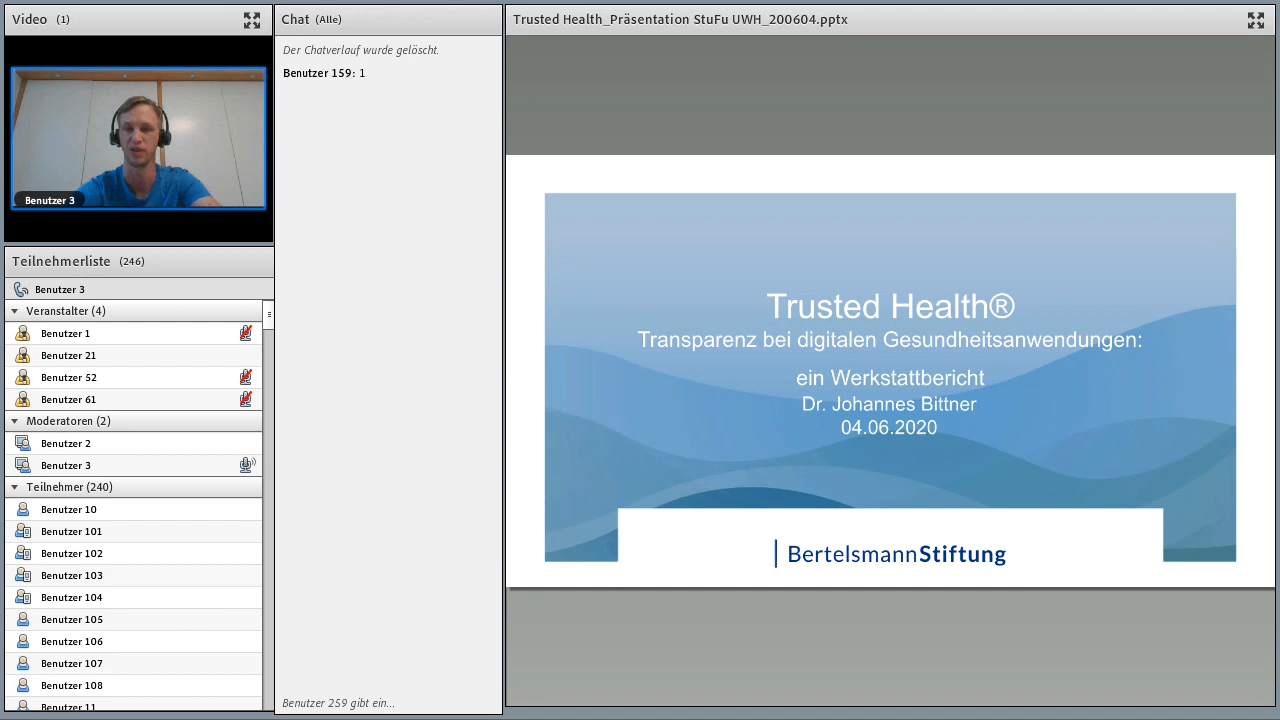 Video (1)
Benutzer 3
Teilnehmerliste (246)
Benutzer 3
Veranstalter (4)
Benutzer 1
Benutzer 21
Benutzer 52
Benutzer 61
Moderatoren (2)
Benutzer 2
Benutzer 3
Teilnehmer (240)
Benutzer 10
Benutzer 101
Benutzer 102
Benutzer 103
Benutzer 104
Benutzer 105
Benutzer 106
Benutzer 107
Benutzer 108
Benutzer 11
Chat (Alle)
Der Chatverlauf wurde gelöscht.
Benutzer 159: 1
Benutzer 259 gibt ein...
Trusted Health_Präsentation StuFu UWH_200604.pptx
Trusted Health®
Transparenz bei digitalen Gesundheitsanwendungen:
ein Werkstattbericht
Dr. Johannes Bittner
04.06.2020
BertelsmannStiftung